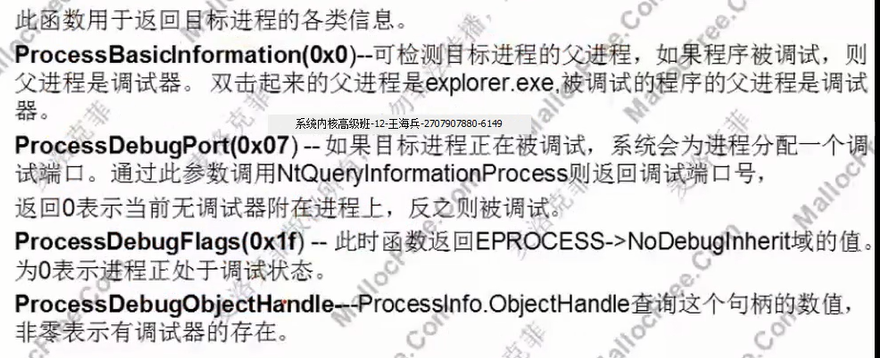 此函数用于返回目标进程的各类信息。
ProcessBasicInformation(0x0)--可检测目标进程的父进程，如果程序被调试，则
父进程是调试器。 双击起来的父进程是explorer.exe,被调试的程序的父进程是调试
器。
系统内核高级班-12-王海兵-2707907880-6149
ProcessDebugPort(0x07) -- 如果目标进程正在被调试，系统会为进程分配一个调
试端口。通过此参数调用NtQueryInformationProcess则返回调试端口号，
返回0表示当前无调试器附在进程上，反之则被调试。
ProcessDebugFlags(0x1f) -- 此时函数返回EPROCESS->NoDebugInherit域的值。
为0表示进程正处于调试状态。
ProcessDebugObjectHandle---ProcessInfo.ObjectHandle查询这个句柄的数值，
非零表示有调试器的存在。
麦洛克菲
MallocFree.Com